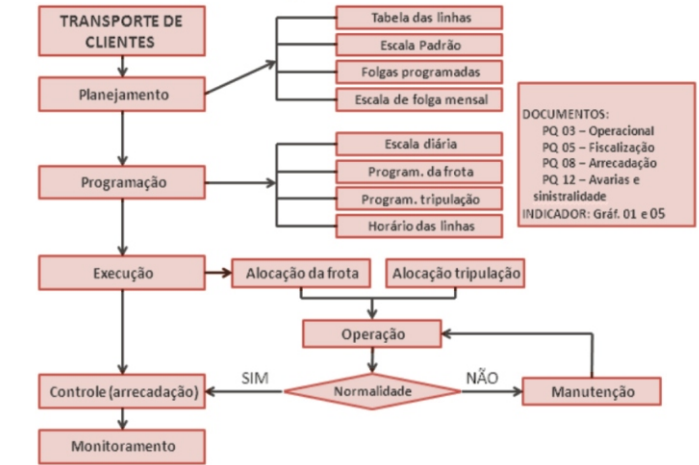 TRANSPORTE DE
CLIENTES
Planejamento
Tabela das linhas
Escala Padrão
Folgas programadas
Escala de folga mensal
DOCUMENTOS:
PQ 03 – Operacional
PQ 05 – Fiscalização
PQ 08 – Arrecadação
PQ 12 – Avarias e
sinistralidade
INDICADOR: Gráf. 01 e 05
Programação
Escala diária
Program. da frota
Program. tripulação
Horário das linhas
Execução
Alocação da frota
Alocação tripulação
Operação
Normalidade
SIM
NÃO
Controle (arrecadação)
Manutenção
Monitoramento